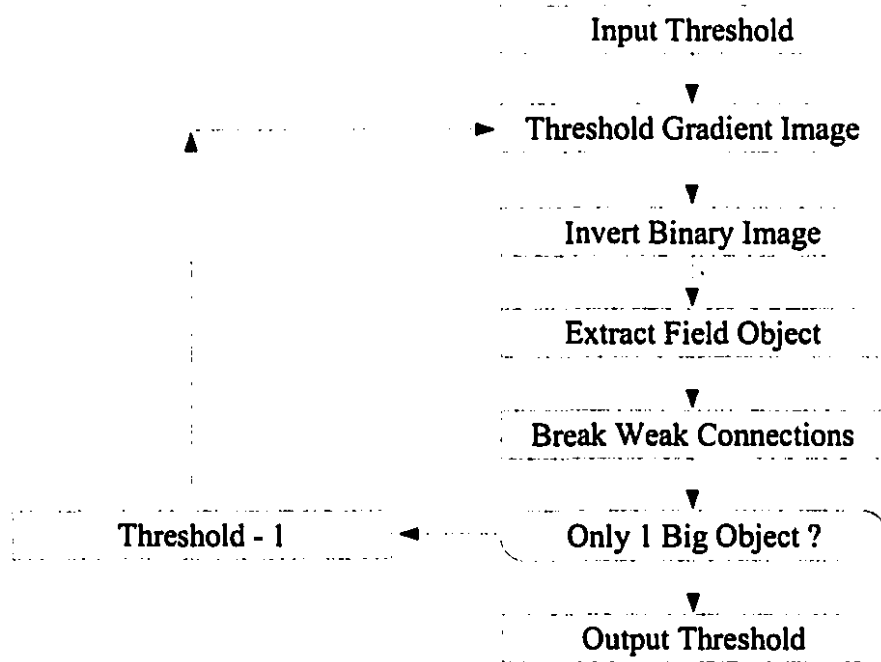 Input Threshold
Threshold Gradient Image
Invert Binary Image
Extract Field Object
Break Weak Connections
Threshold - 1
Only 1 Big Object ?
Output Threshold